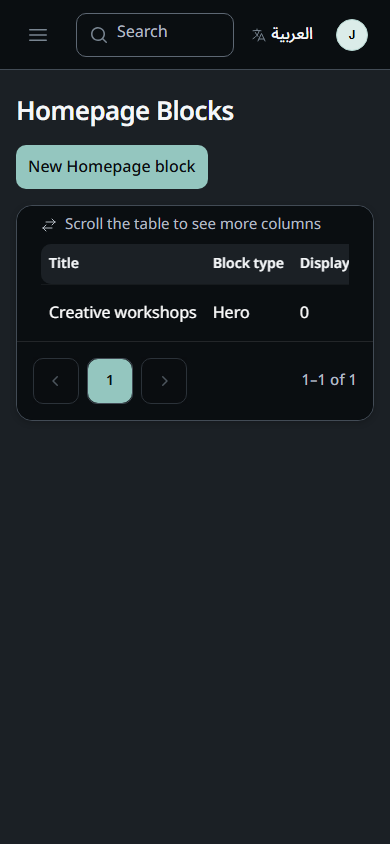 Search
العربية
J
Homepage Blocks
New Homepage block
Scroll the table to see more columns
Title Block type Display
Creative workshops Hero 0
1 1–1 of 1